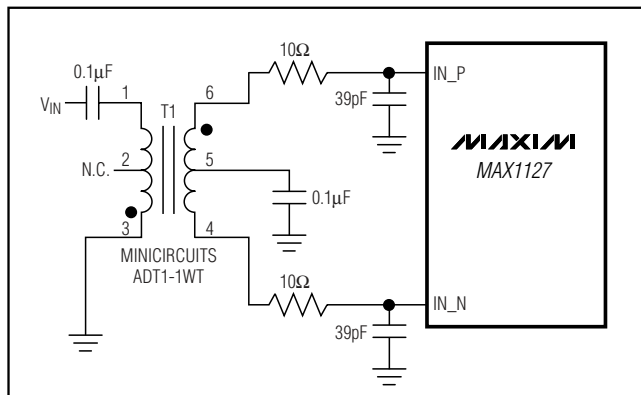 10Ω
IN_P
0.1µF
39pF
V_IN
1
6
T1
MAXIM
MAX1127
N.C.
2
5
0.1µF
3
4
MINICIRCUITS
ADT1-1WT
10Ω
IN_N
39pF